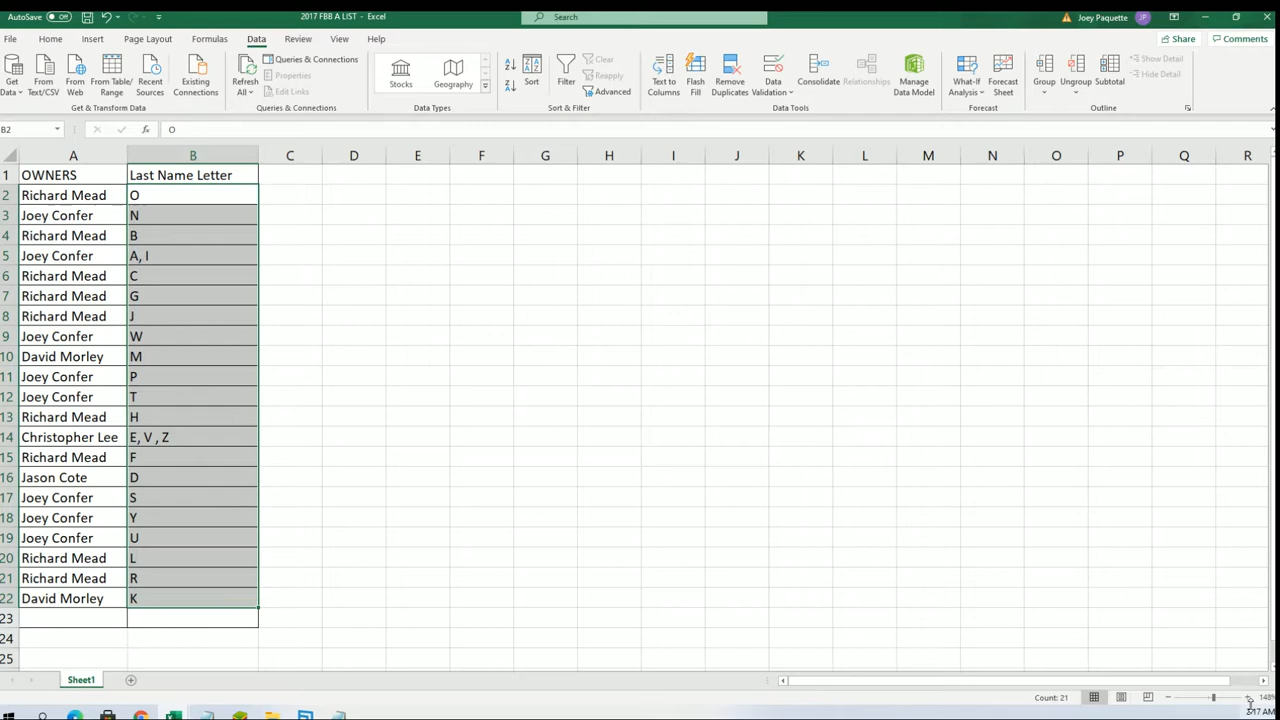 AutoSave Off 2017 FBB A LIST - Excel Search Joey Paquette JP
File Home Insert Page Layout Formulas Data Review View Help Share Comments
Get Data From Text/CSV From Web From Table/ Range Recent Sources Existing Connections
Get & Transform Data
Refresh All Queries & Connections Properties Edit Links
Queries & Connections
Stocks Geography
Data Types
Sort Filter Clear Reapply Advanced
Sort & Filter
Text to Columns Flash Fill Remove Duplicates Data Validation Consolidate Relationships Manage Data Model
Data Tools
What-If Analysis Forecast Sheet
Forecast
Group Ungroup Subtotal Show Detail Hide Detail
Outline
B2 fx O
A B C D E F G H I J K L M N O P Q R
1 OWNERS Last Name Letter
2 Richard Mead O
3 Joey Confer N
4 Richard Mead B
5 Joey Confer A, I
6 Richard Mead C
7 Richard Mead G
8 Richard Mead J
9 Joey Confer W
10 David Morley M
11 Joey Confer P
12 Joey Confer T
13 Richard Mead H
14 Christopher Lee E, V , Z
15 Richard Mead F
16 Jason Cote D
17 Joey Confer S
18 Joey Confer Y
19 Joey Confer U
20 Richard Mead L
21 Richard Mead R
22 David Morley K
23
24
25
Sheet1
Count: 21 148%
17 AM